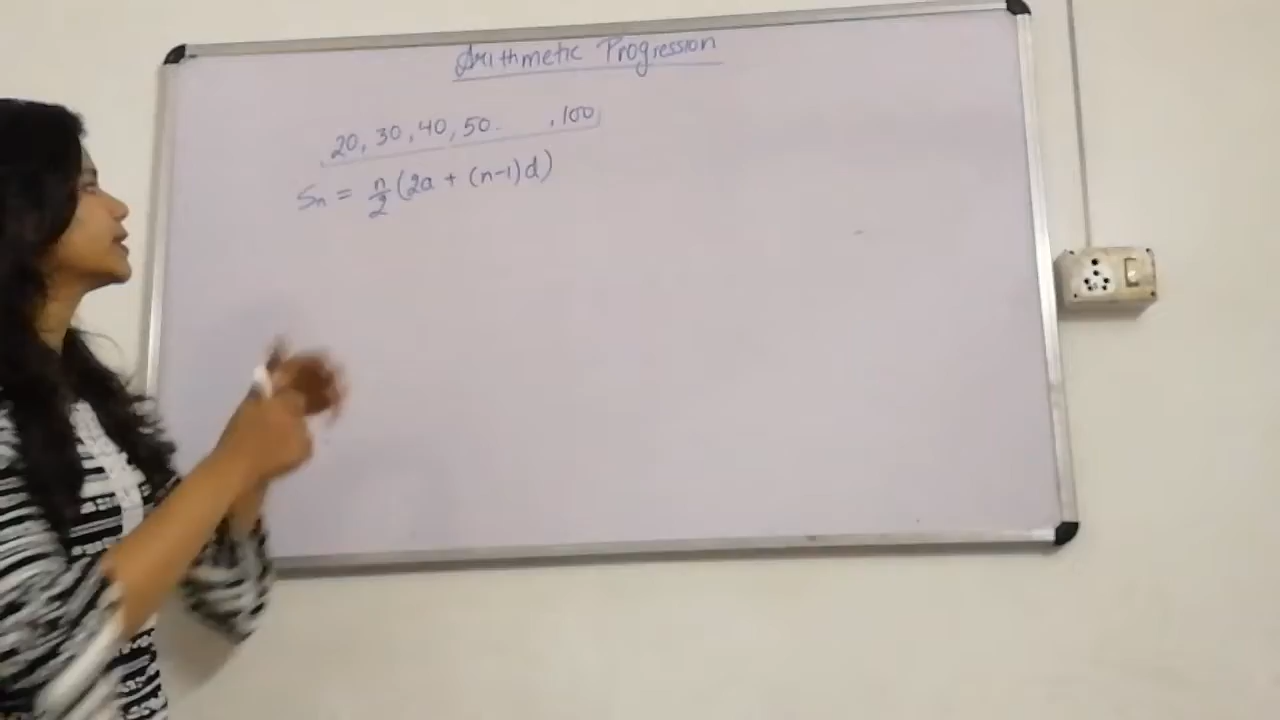 Arithmetic Progression
20, 30, 40, 50. , 100,
Sn = n/2 (2a + (n-1)d)